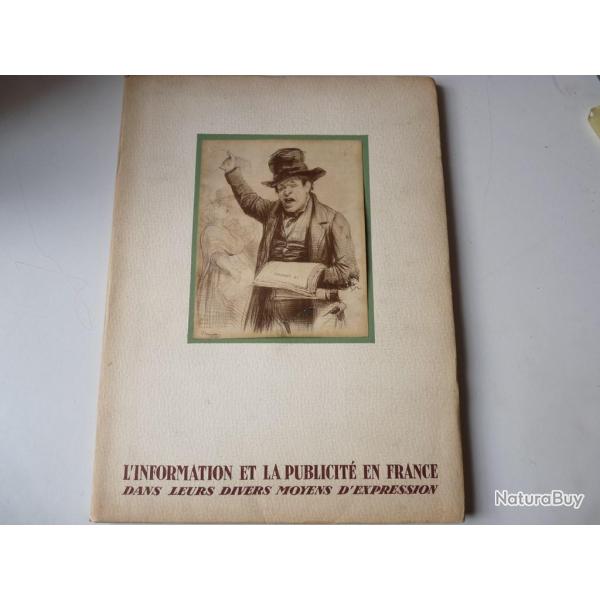 L'INFORMATION ET LA PUBLICITÉ EN FRANCE
DANS LEURS DIVERS MOYENS D'EXPRESSION
NaturaBuy